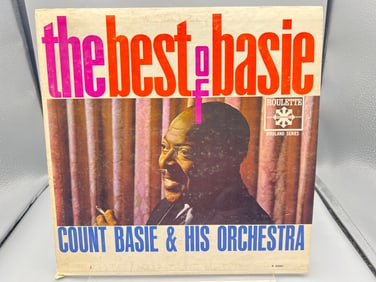 the best of basie
ROULETTE
BIRDLAND SERIES
COUNT BASIE & HIS ORCHESTRA